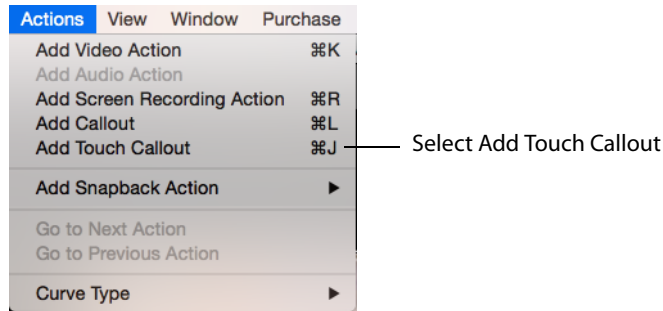 Actions View Window Purchase
Add Video Action ⌘K
Add Audio Action
Add Screen Recording Action ⌘R
Add Callout ⌘L
Add Touch Callout ⌘J
Select Add Touch Callout
Add Snapback Action ▶
Go to Next Action
Go to Previous Action
Curve Type ▶